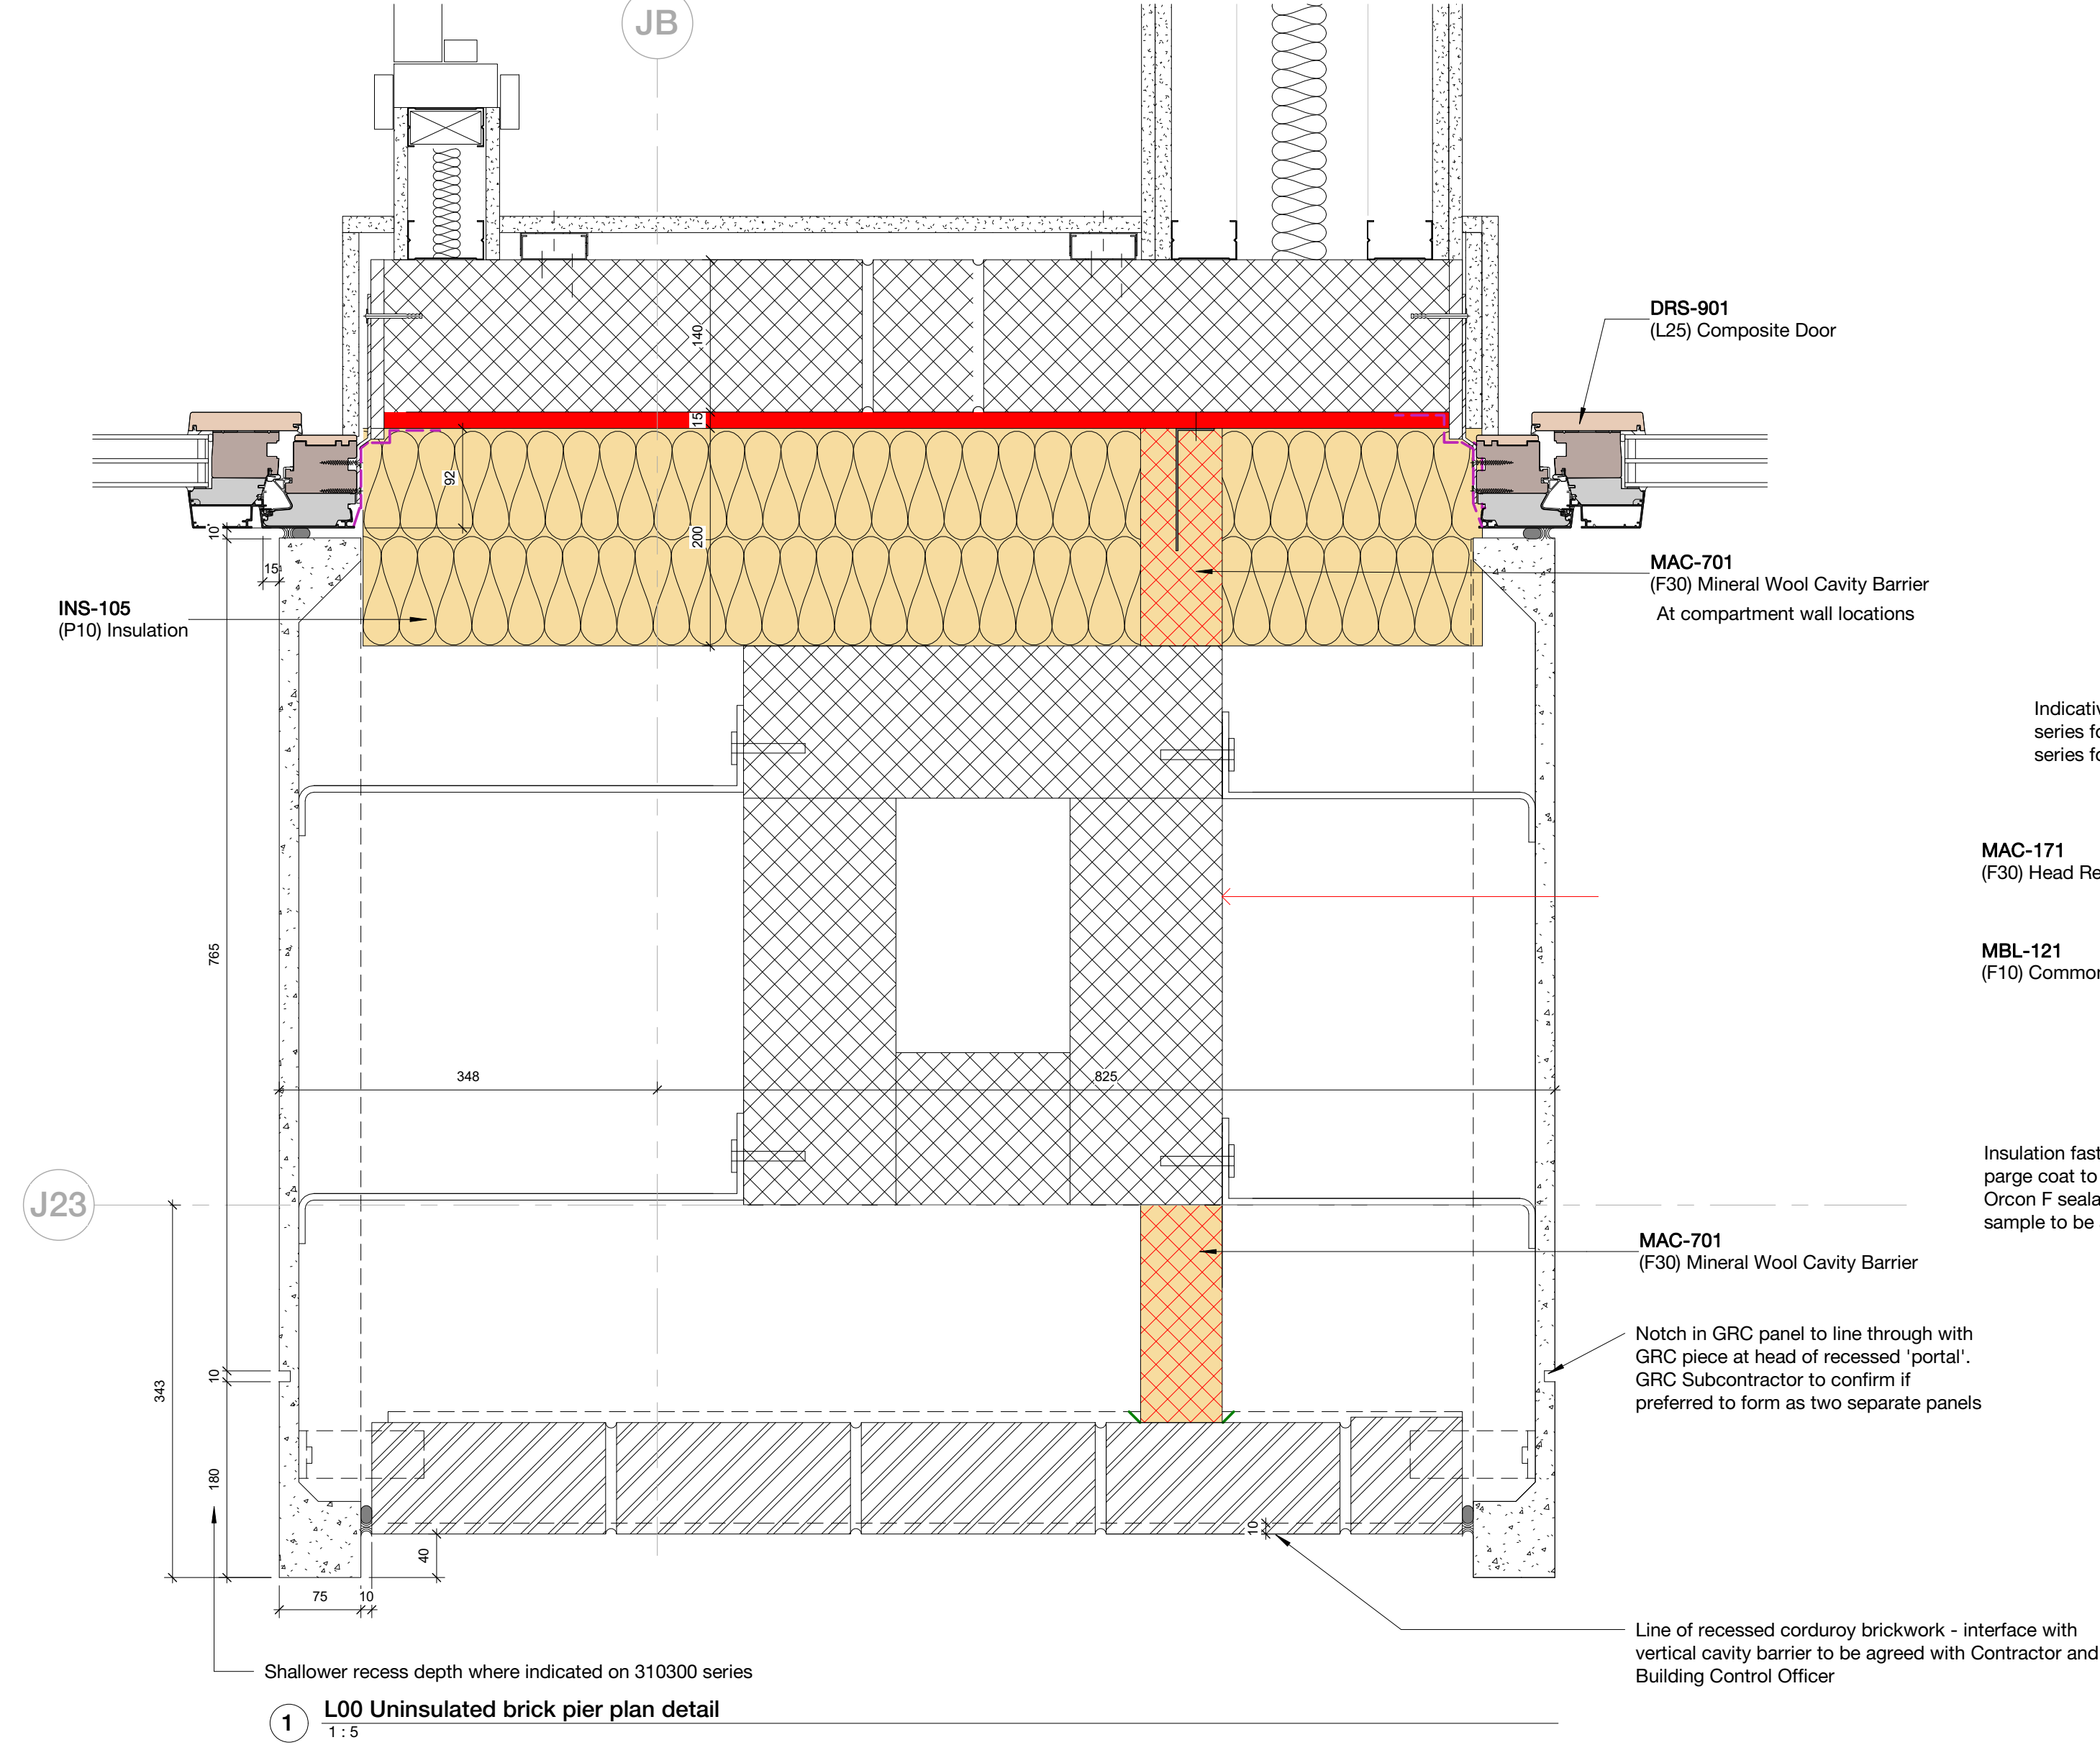 JB
140
15
92
200
10
15
DRS-901
(L25) Composite Door
MAC-701
(F30) Mineral Wool Cavity Barrier
At compartment wall locations
INS-105
(P10) Insulation
Indicativ
series fo
series fo
MAC-171
(F30) Head Re
MBL-121
(F10) Common
765
348
825
Insulation fast
parge coat to
Orcon F seala
sample to be
J23
MAC-701
(F30) Mineral Wool Cavity Barrier
Notch in GRC panel to line through with
GRC piece at head of recessed 'portal'.
GRC Subcontractor to confirm if
preferred to form as two separate panels
10
343
180
40
10
75
10
Line of recessed corduroy brickwork - interface with
vertical cavity barrier to be agreed with Contractor and
Building Control Officer
Shallower recess depth where indicated on 310300 series
1
L00 Uninsulated brick pier plan detail
1 : 5